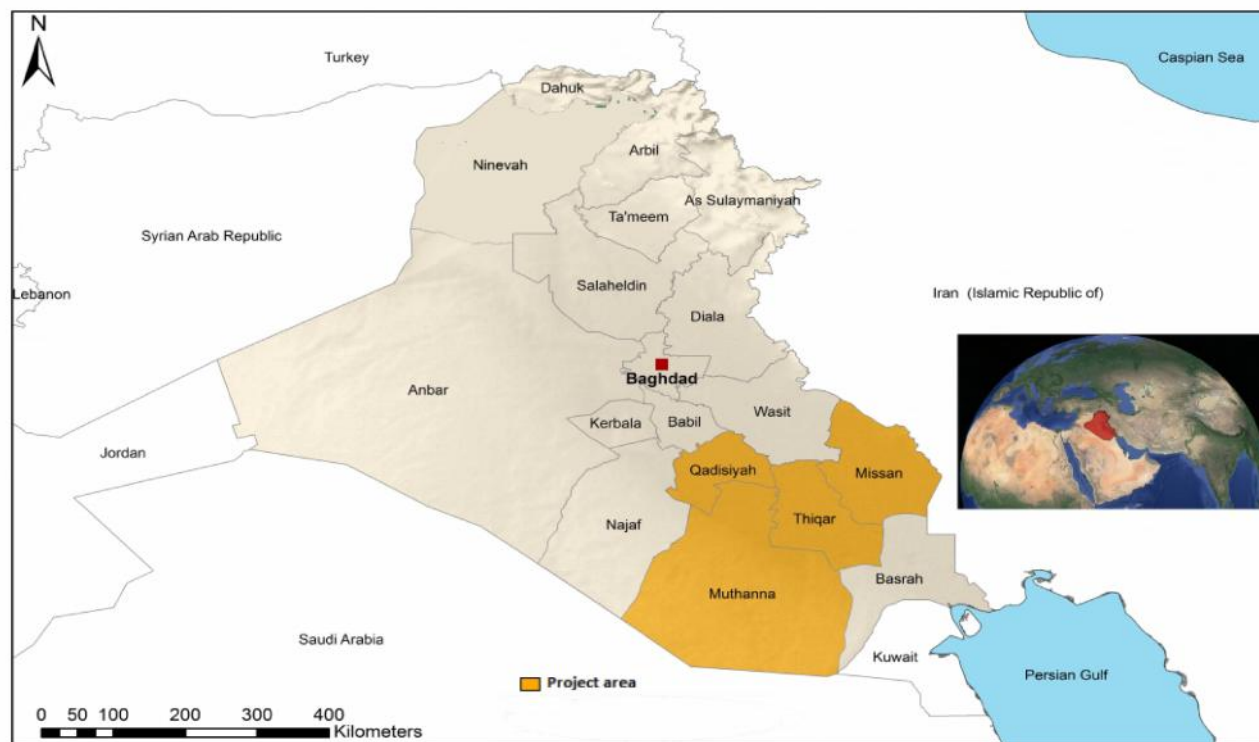 N
Turkey
Caspian Sea
Dahuk
Arbil
Ninevah
As Sulaymaniyah
Ta'meem
Syrian Arab Republic
Salaheldin
Lebanon
Iran (Islamic Republic of)
Diala
Baghdad
Anbar
Wasit
Kerbala
Babil
Jordan
Qadisiyah
Missan
Thiqar
Najaf
Basrah
Muthanna
Saudi Arabia
Kuwait
Persian Gulf
Project area
0 50 100 200 300 400
Kilometers